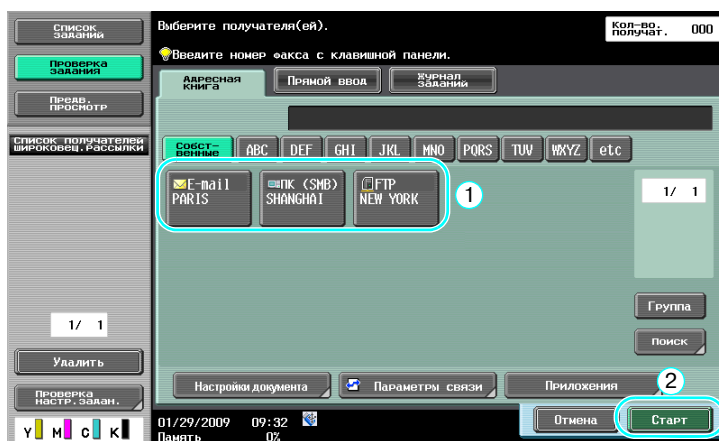 Список
заданий
Проверка
задания
Предв.
просмотр
Список получателей
широковещ.рассылки
1/ 1
Удалить
Проверка
настр.задан.
Y M C K
Выберите получателя(ей).
Кол-во.
получат. 000
Введите номер факса с клавишной панели.
Адресная
книга
Прямой ввод
Журнал
заданий
Собст-
венные
ABC DEF GHI JKL MNO PQRS TUV WXYZ etc
E-mail
PARIS
ПК (SMB)
SHANGHAI
FTP
NEW YORK
1
1/ 1
Группа
Поиск
Настройки документа
Параметры связи
Приложения
2
01/29/2009 09:32
Память 0%
Отмена
Старт